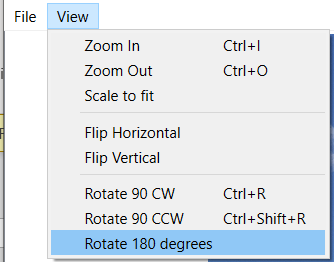 File View
Zoom In Ctrl+I
Zoom Out Ctrl+O
Scale to fit
Flip Horizontal
Flip Vertical
Rotate 90 CW Ctrl+R
Rotate 90 CCW Ctrl+Shift+R
Rotate 180 degrees